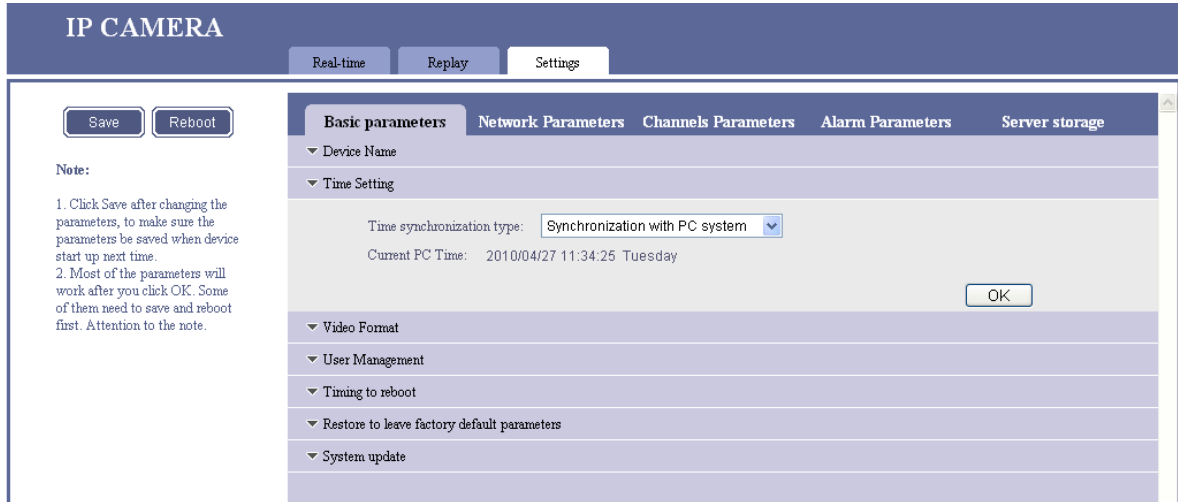 IP CAMERA
Real-time
Replay
Settings
Save
Reboot
Note:
1. Click Save after changing the
parameters, to make sure the
parameters be saved when device
start up next time.
2. Most of the parameters will
work after you click OK. Some
of them need to save and reboot
first. Attention to the note.
Basic parameters
Network Parameters
Channels Parameters
Alarm Parameters
Server storage
Device Name
Time Setting
Time synchronization type: Synchronization with PC system
Current PC Time: 2010/04/27 11:34:25 Tuesday
OK
Video Format
User Management
Timing to reboot
Restore to leave factory default parameters
System update